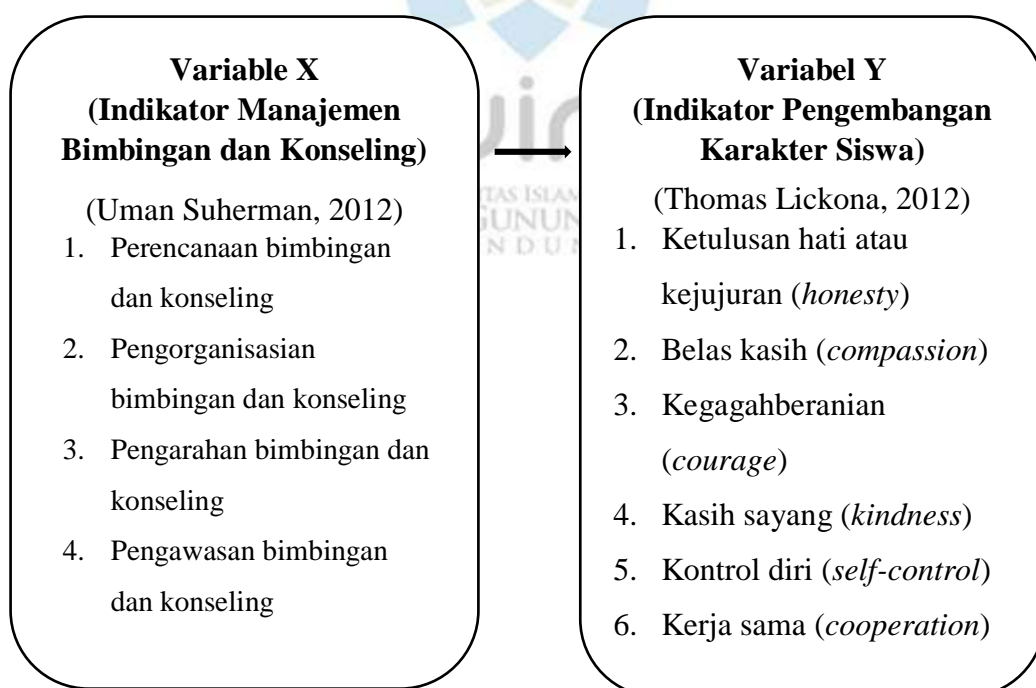 Variable X
(Indikator Manajemen
Bimbingan dan Konseling)
(Uman Suherman, 2012)
1. Perencanaan bimbingan
dan konseling
2. Pengorganisasian
bimbingan dan konseling
3. Pengarahan bimbingan dan
konseling
4. Pengawasan bimbingan
dan konseling
Variabel Y
(Indikator Pengembangan
Karakter Siswa)
(Thomas Lickona, 2012)
1. Ketulusan hati atau
kejujuran (honesty)
2. Belas kasih (compassion)
3. Kegagahberanian
(courage)
4. Kasih sayang (kindness)
5. Kontrol diri (self-control)
6. Kerja sama (cooperation)